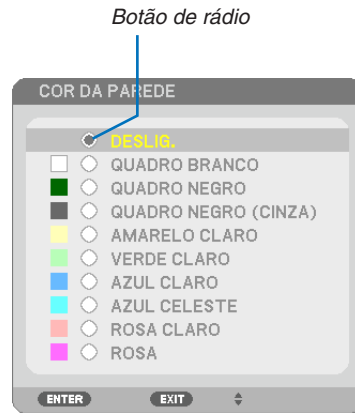 Botão de rádio
COR DA PAREDE
DESLIG.
QUADRO BRANCO
QUADRO NEGRO
QUADRO NEGRO (CINZA)
AMARELO CLARO
VERDE CLARO
AZUL CLARO
AZUL CELESTE
ROSA CLARO
ROSA
ENTER EXIT